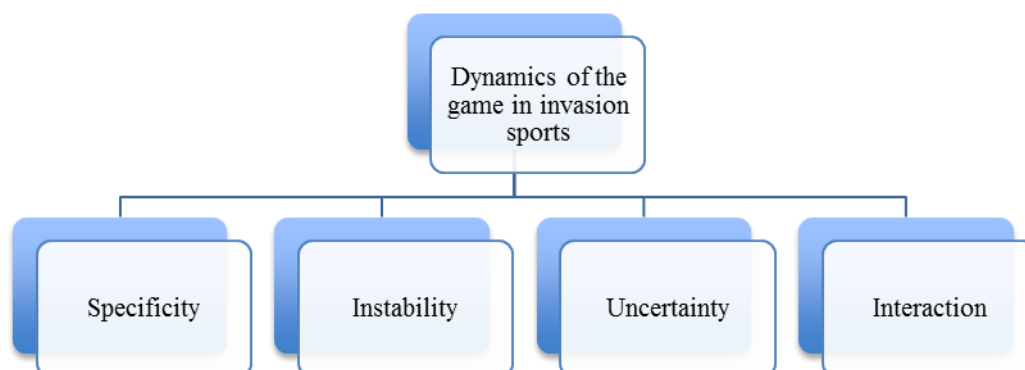 Dynamics of the
game in invasion
sports
Specificity
Instability
Uncertainty
Interaction